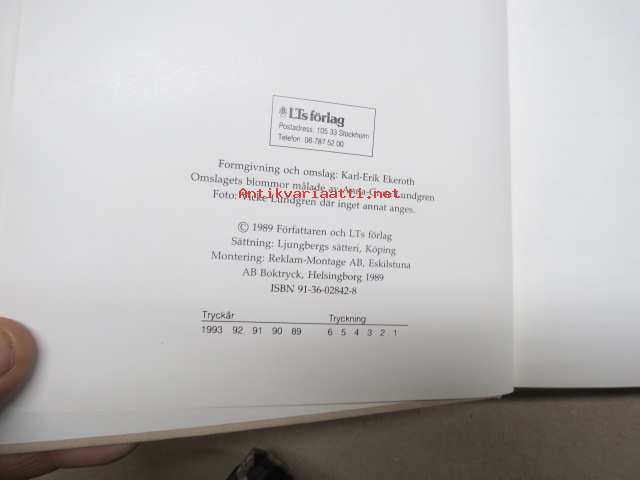 LTs förlag
Postadress: 105 33 Stockholm
Telefon: 08-787 52 00
Formgivning och omslag: Karl-Erik Ekeroth
Omslagets blommor målade av Lundgren
Antikvariaatti.net
Foto: Micke Lundgren där inget annat anges.
© 1989 Författaren och LTs förlag
Sättning: Ljungbergs sätteri, Köping
Montering: Reklam-Montage AB, Eskilstuna
AB Boktryck, Helsingborg 1989
ISBN 91-36-02842-8
Tryckår Tryckning
1993 92 91 90 89 6 5 4 3 2 1